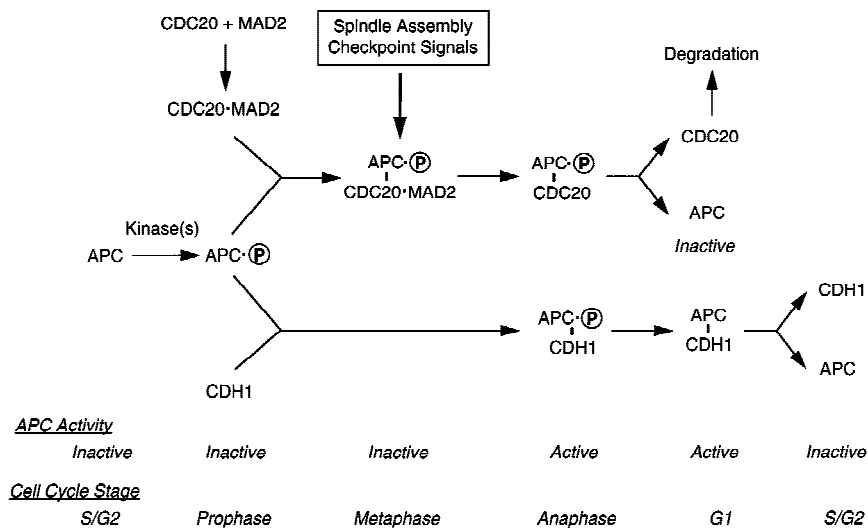 CDC20 + MAD2
Spindle Assembly
Checkpoint Signals
Degradation
CDC20·MAD2
CDC20
APC·Ⓟ
CDC20·MAD2
APC·Ⓟ
CDC20
APC
Inactive
Kinase(s)
APC
APC·Ⓟ
CDH1
APC·Ⓟ
CDH1
APC
CDH1
APC
CDH1
APC Activity
Inactive Inactive Inactive Active Active Inactive
Cell Cycle Stage
S/G2 Prophase Metaphase Anaphase G1 S/G2